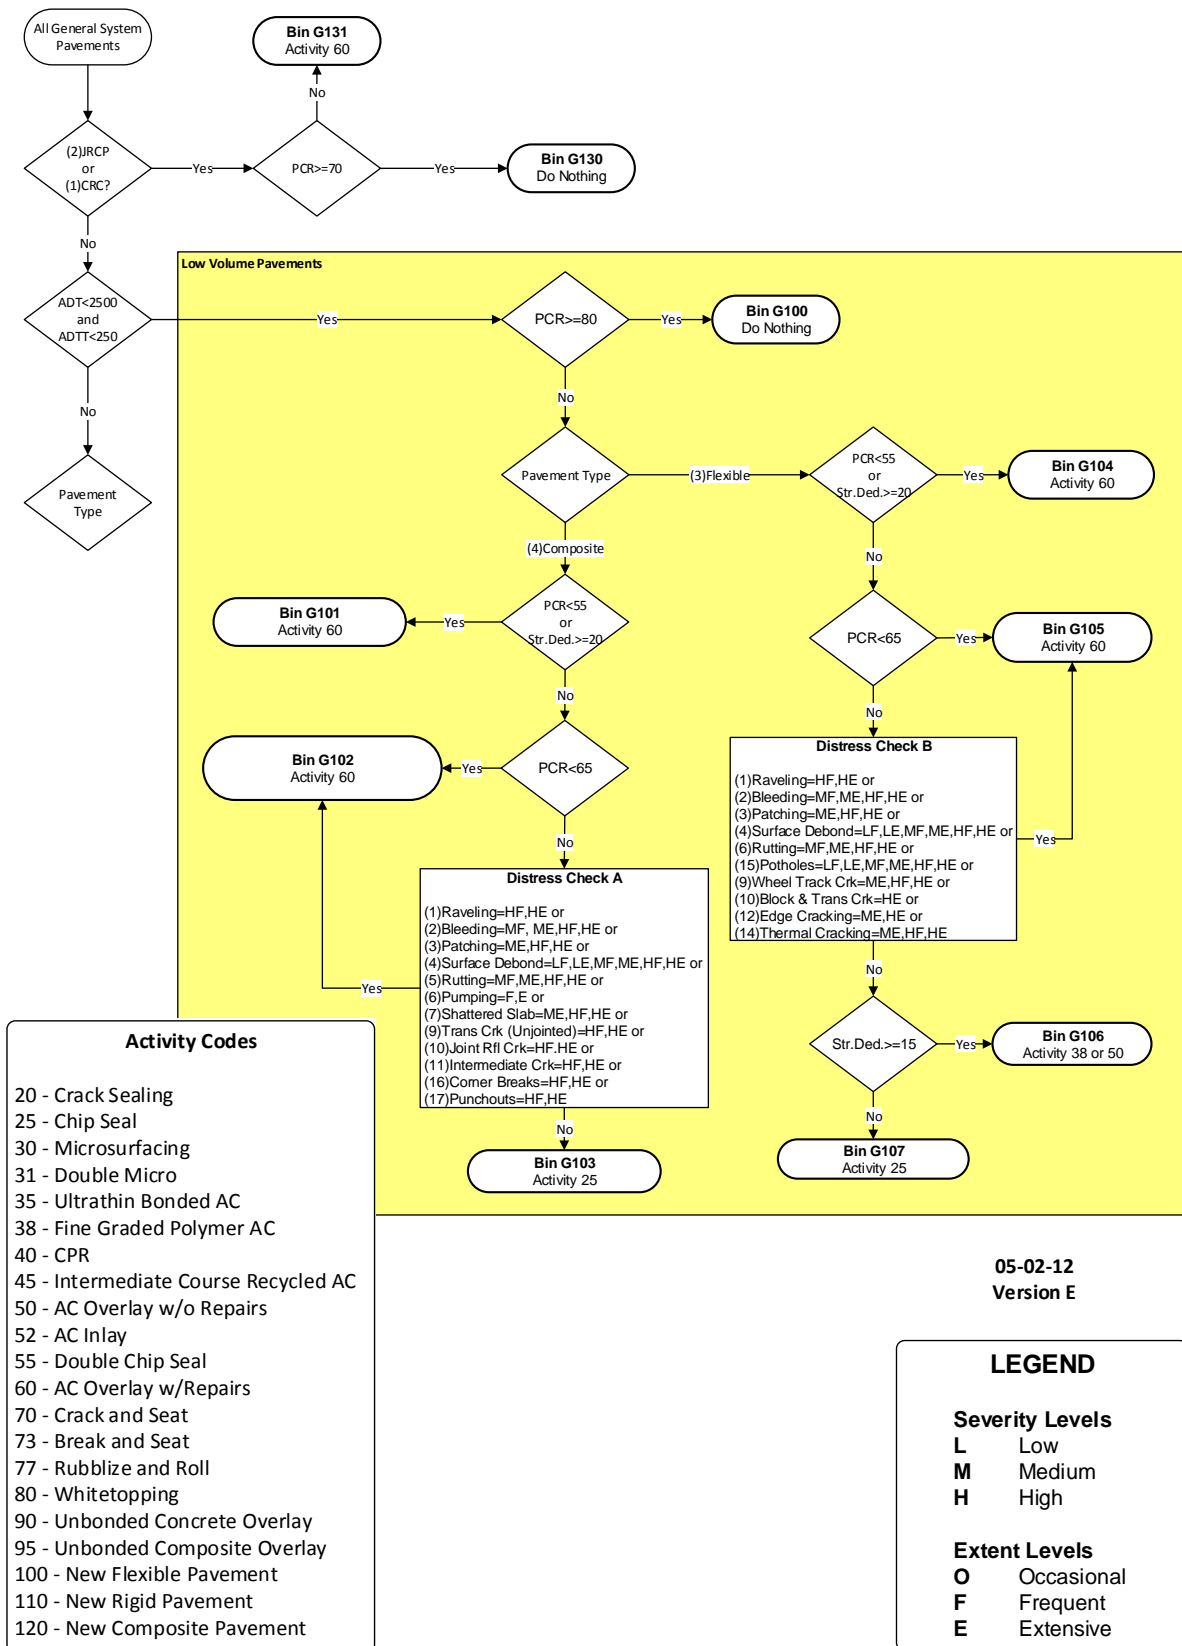 All General System
Pavements
Bin G131
Activity 60
No
(2)JRCP
or
(1)CRC?
Yes
PCR>=70
Yes
Bin G130
Do Nothing
No
Low Volume Pavements
ADT<2500
and
ADTT<250
Yes
PCR>=80
Yes
Bin G100
Do Nothing
No
No
Pavement
Type
Pavement Type
(3)Flexible
PCR<55
or
Str.Ded.>=20
Yes
Bin G104
Activity 60
(4)Composite
No
Bin G101
Activity 60
Yes
PCR<55
or
Str.Ded.>=20
PCR<65
Yes
Bin G105
Activity 60
No
No
Bin G102
Activity 60
Yes
PCR<65
No
Distress Check B
(1)Raveling=HF,HE or
(2)Bleeding=MF,ME,HF,HE or
(3)Patching=ME,HF,HE or
(4)Surface Debond=LF,LE,MF,ME,HF,HE or
(6)Rutting=MF,ME,HF,HE or
(15)Potholes=LF,LE,MF,ME,HF,HE or
(9)Wheel Track Crk=ME,HF,HE or
(10)Block & Trans Crk=HE or
(12)Edge Cracking=ME,HE or
(14)Thermal Cracking=ME,HF,HE
Yes
Distress Check A
(1)Raveling=HF,HE or
(2)Bleeding=MF, ME,HF,HE or
(3)Patching=ME,HF,HE or
(4)Surface Debond=LF,LE,MF,ME,HF,HE or
(5)Rutting=MF,ME,HF,HE or
(6)Pumping=F,E or
(7)Shattered Slab=ME,HF,HE or
(9)Trans Crk (Unjointed)=HF,HE or
(10)Joint Rfl Crk=HF.HE or
(11)Intermediate Crk=HF,HE or
(16)Corner Breaks=HF,HE or
(17)Punchouts=HF,HE
Yes
No
Str.Ded.>=15
Yes
Bin G106
Activity 38 or 50
No
No
Bin G103
Activity 25
Bin G107
Activity 25
Activity Codes
20 - Crack Sealing
25 - Chip Seal
30 - Microsurfacing
31 - Double Micro
35 - Ultrathin Bonded AC
38 - Fine Graded Polymer AC
40 - CPR
45 - Intermediate Course Recycled AC
50 - AC Overlay w/o Repairs
52 - AC Inlay
55 - Double Chip Seal
60 - AC Overlay w/Repairs
70 - Crack and Seat
73 - Break and Seat
77 - Rubblize and Roll
80 - Whitetopping
90 - Unbonded Concrete Overlay
95 - Unbonded Composite Overlay
100 - New Flexible Pavement
110 - New Rigid Pavement
120 - New Composite Pavement
05-02-12
Version E
LEGEND
Severity Levels
L Low
M Medium
H High
Extent Levels
O Occasional
F Frequent
E Extensive